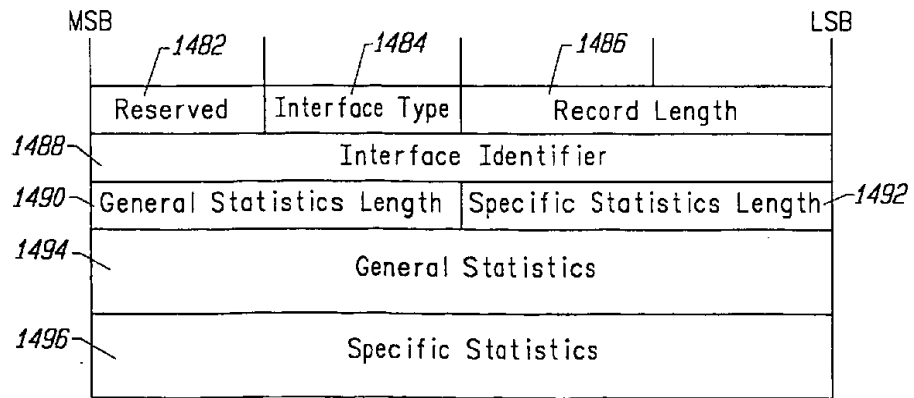 MSB LSB
1482 1484 1486
Reserved Interface Type Record Length
1488 Interface Identifier
1490 General Statistics Length Specific Statistics Length 1492
1494 General Statistics
1496 Specific Statistics